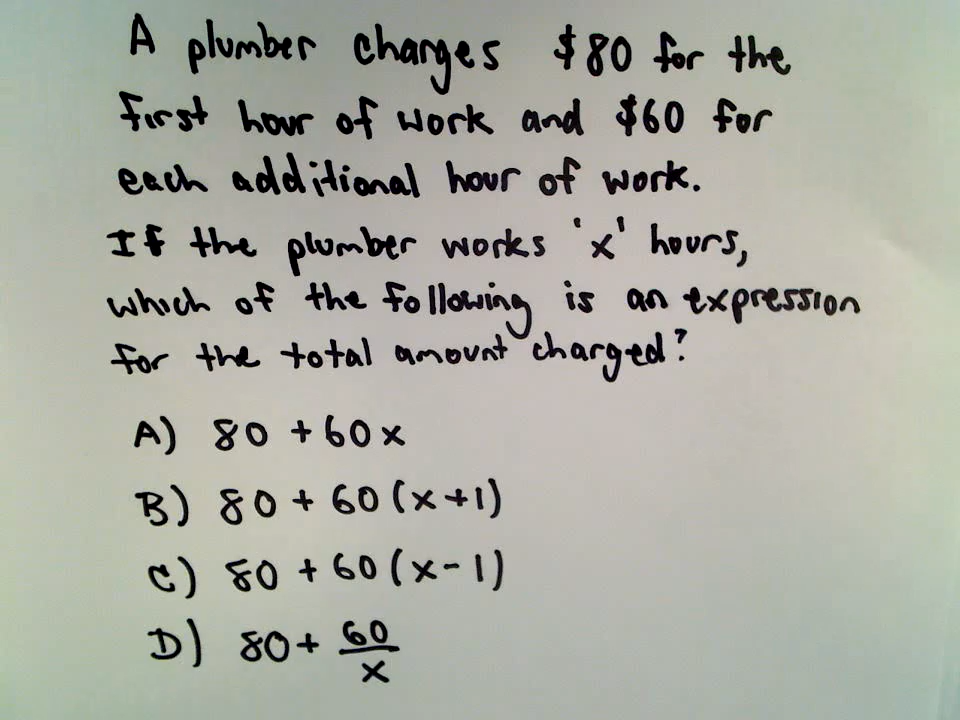 A plumber charges $80 for the
first hour of work and $60 for
each additional hour of work.
If the plumber works 'x' hours,
which of the following is an expression
for the total amount charged?
A) 80 + 60x
B) 80 + 60(x+1)
C) 80 + 60(x-1)
D) 80 + 60/x